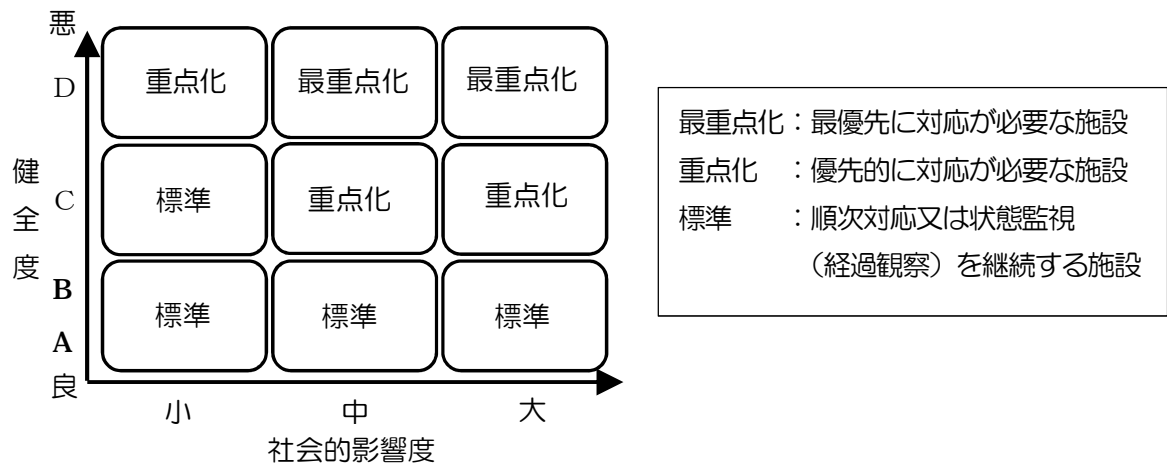 悪
D 重点化 最重点化 最重点化
健全度
C 標準 重点化 重点化
B
標準 標準 標準
A
良
小 中 大
社会的影響度
最重点化:最優先に対応が必要な施設
重点化 :優先的に対応が必要な施設
標準 :順次対応又は状態監視
(経過観察)を継続する施設